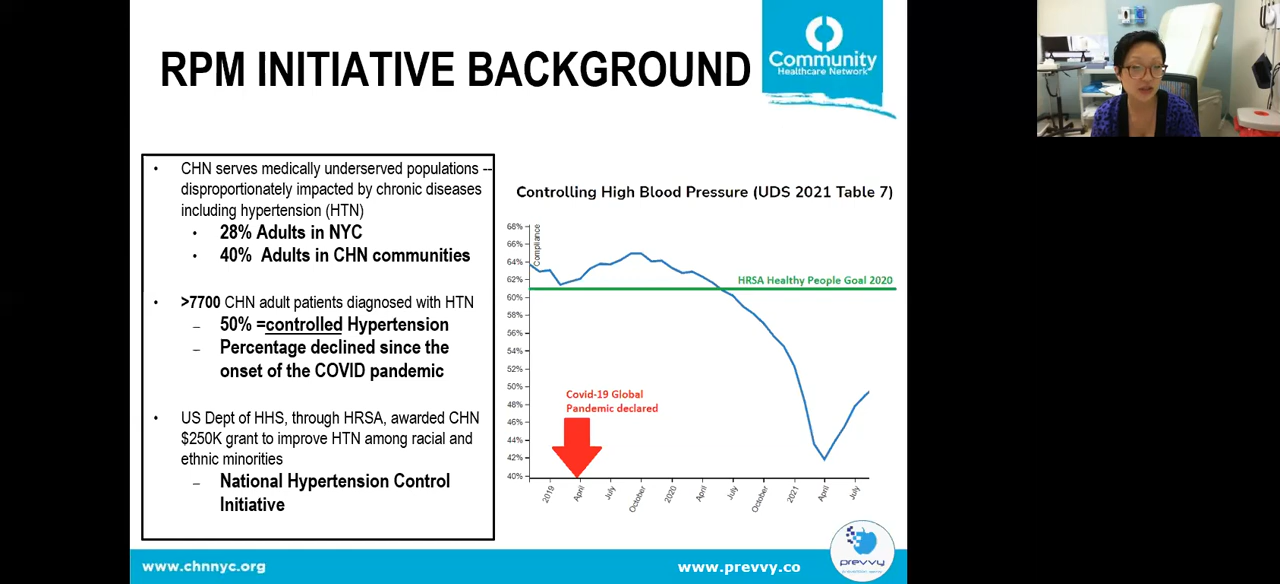 RPM INITIATIVE BACKGROUND
Community
Healthcare Network
• CHN serves medically underserved populations --
disproportionately impacted by chronic diseases
including hypertension (HTN)
• 28% Adults in NYC
• 40% Adults in CHN communities
• >7700 CHN adult patients diagnosed with HTN
– 50% =controlled Hypertension
– Percentage declined since the
onset of the COVID pandemic
• US Dept of HHS, through HRSA, awarded CHN
$250K grant to improve HTN among racial and
ethnic minorities
– National Hypertension Control
Initiative
Controlling High Blood Pressure (UDS 2021 Table 7)
Compliance
68%
66%
64%
62%
60%
58%
56%
54%
52%
50%
48%
46%
44%
42%
40%
HRSA Healthy People Goal 2020
Covid-19 Global
Pandemic declared
2019
April
July
October
2020
April
July
October
2021
April
July
www.chnnyc.org
www.prevvy.co
prevvy